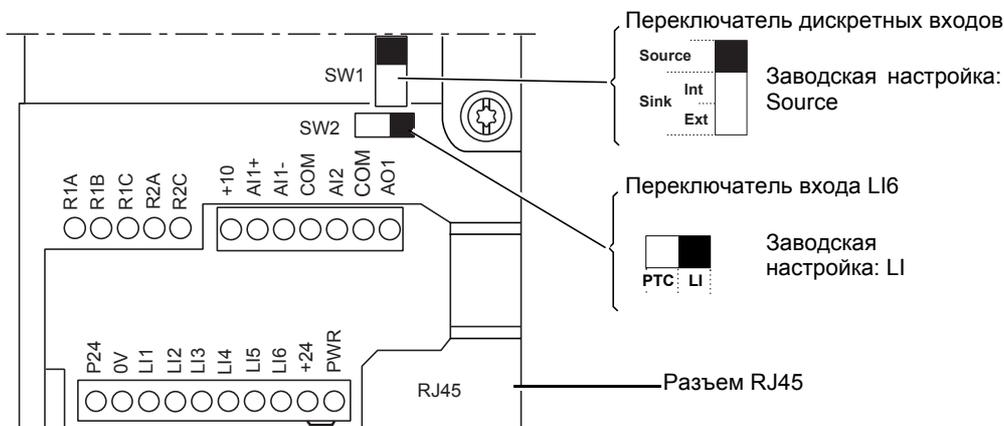 Переключатель дискретных входов
Source
Sink
Int
Ext
Заводская настройка:
Source
SW1
SW2
R1A
R1B
R1C
R2A
R2C
+10
AI1+
AI1-
COM
AI2
COM
AO1
Переключатель входа LI6
PTC LI
Заводская
настройка: LI
P24
0V
LI1
LI2
LI3
LI4
LI5
LI6
+24
PWR
RJ45
Разъем RJ45